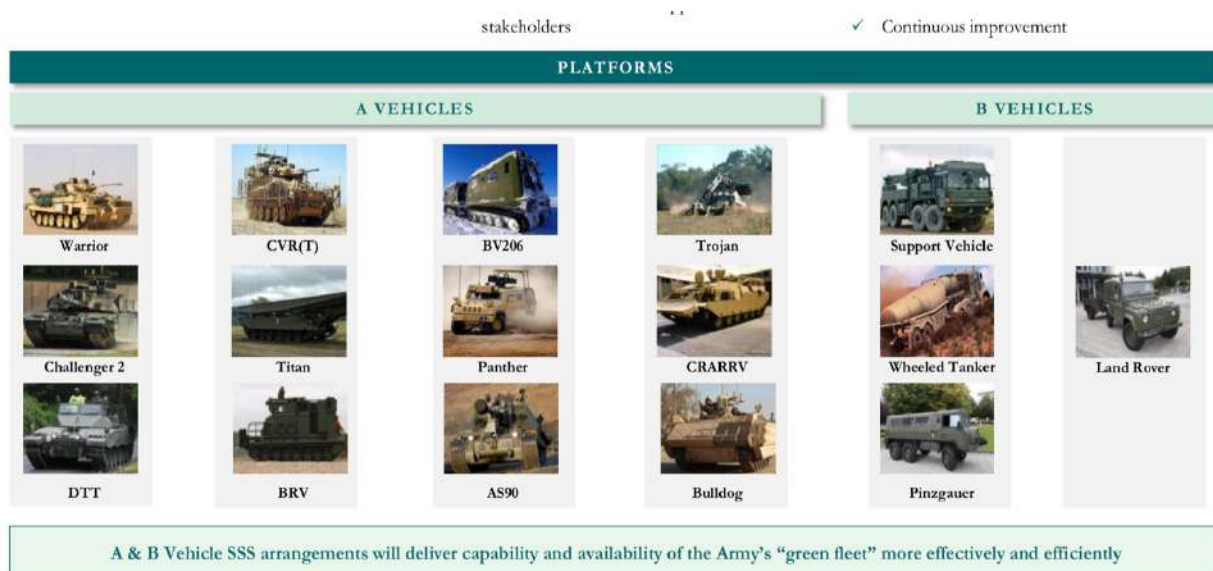 stakeholders
✓ Continuous improvement
PLATFORMS
A VEHICLES
B VEHICLES
Warrior
CVR(T)
BV206
Trojan
Support Vehicle
Challenger 2
Titan
Panther
CRARRV
Wheeled Tanker
Land Rover
DTT
BRV
AS90
Bulldog
Pinzgauer
A & B Vehicle SSS arrangements will deliver capability and availability of the Army's “green fleet” more effectively and efficiently